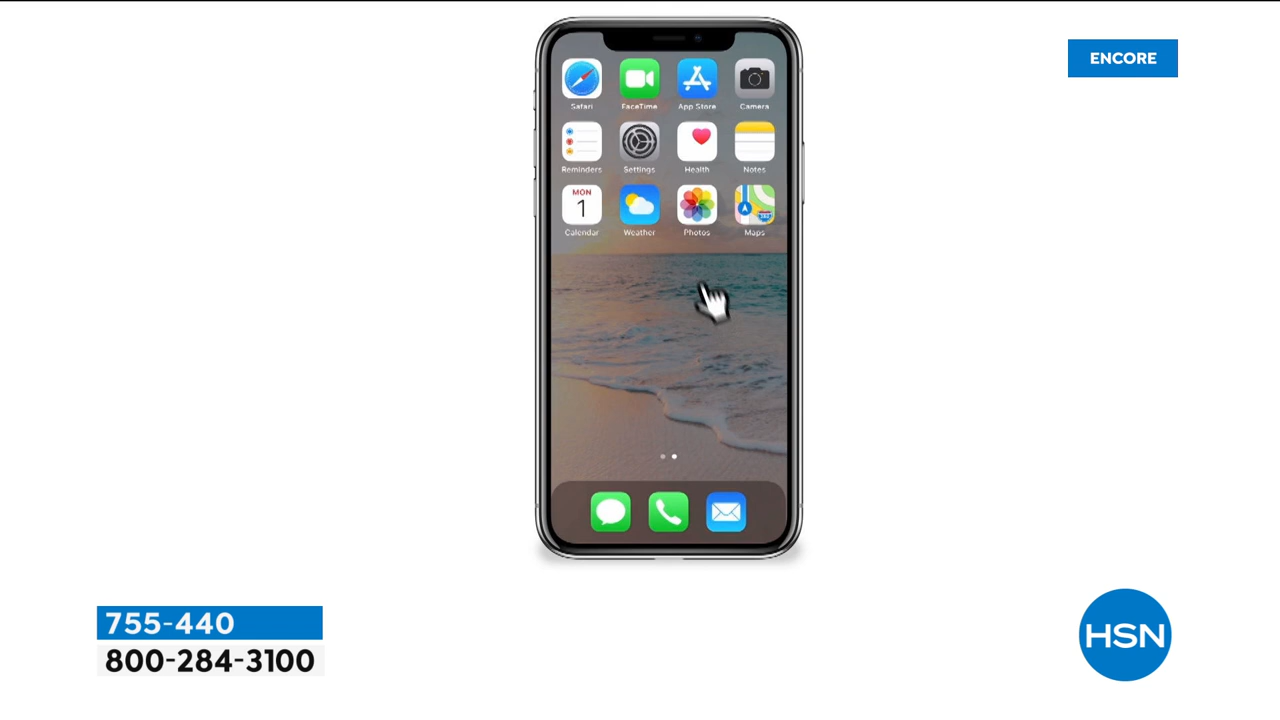 ENCORE
Safari FaceTime App Store Camera
Reminders Settings Health Notes
MON
1
Calendar Weather Photos Maps
755-440
800-284-3100
HSN